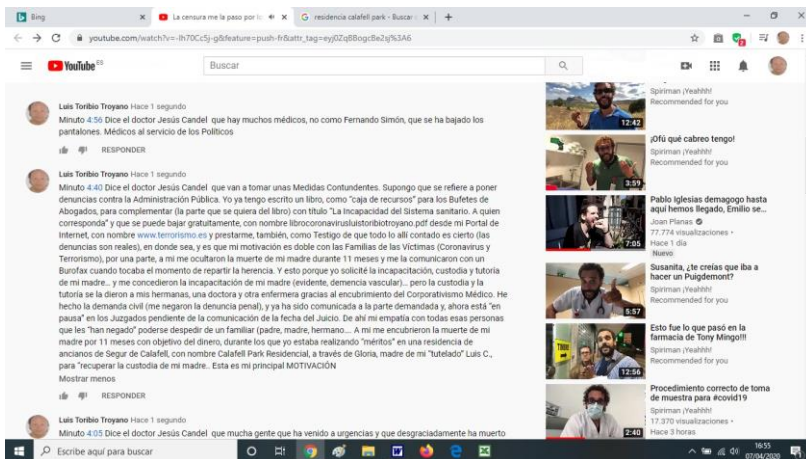 Bing
La censura me la paso por lo
residencia calafell park - Buscar
youtube.com/watch?v=-lh70Cc5j-g&feature=push-fr&attr_tag=eyj0ZqBBogcBe2sj%3A6
YouTube ES
Buscar
Luis Toribio Troyano Hace 1 segundo
Minuto 4:56 Dice el doctor Jesús Candel que hay muchos médicos, no como Fernando Simón, que se ha bajado los
pantalones. Médicos al servicio de los Políticos
RESPONDER
Luis Toribio Troyano Hace 1 segundo
Minuto 4:40 Dice el doctor Jesús Candel que van a tomar unas Medidas Contundentes. Supongo que se refiere a poner
denuncias contra la Administración Pública. Yo ya tengo escrito un libro, como "caja de recursos" para los Bufetes de
Abogados, para complementar (la parte que se quiera del libro) con título "La Incapacidad del Sistema sanitario. A quien
corresponda" y que se puede bajar gratuitamente, con nombre librocoronavirusluistoribiotroyano.pdf desde mi Portal de
Internet, con nombre www.terrorismo.es y prestarme, también, como Testigo de que todo lo allí contado es cierto (las
denuncias son reales), en donde sea, y es que mi motivación es doble con las Familias de las Víctimas (Coronavirus y
Terrorismo), por una parte, a mi me ocultaron la muerte de mi madre durante 11 meses y me la comunicaron con un
Burofax cuando tocaba el momento de repartir la herencia. Y esto porque yo solicité la incapacitación, custodia y tutoria
de mi madre... y me concedieron la incapacitación de mi madre (evidente, demencia vascular)... pero la custodia y la
tutoría se la dieron a mis hermanas, una doctora y otra enfermera gracias al encubrimiento del Corporativismo Médico. He
hecho la demanda civil (me negaron la denuncia penal), y ya ha sido comunicada a la parte demandada y, ahora está "en
pausa" en los Juzgados pendiente de la comunicación de la fecha del Juicio. De ahí mi empatía con todas esas personas
que les "han negado" poderse despedir de un familiar (padre, madre, hermano.... A mi me encubrieron la muerte de mi
madre por 11 meses con objetivo del dinero, durante los que yo estaba realizando "méritos" en una residencia de
ancianos de Segur de Calafell, con nombre Calafell Park Residencial, a través de Gloria, madre de mi "tutelado" Luis C.,
para "recuperar la custodia de mi madre.. Esta es mi principal MOTIVACIÓN
Mostrar menos
RESPONDER
Luis Toribio Troyano Hace 1 segundo
Minuto 4:05 Dice el doctor Jesús Candel que mucha gente que ha venido a urgencias y que desgraciadamente ha muerto
Spiriman ¡Yeahhh!
Recommended for you
12:42
¡Ofú qué cabreo tengo!
Spiriman ¡Yeahhh!
Recommended for you
3:59
Pablo Iglesias demagogo hasta
aquí hemos llegado, Emilio se...
Joan Planas
77.774 visualizaciones •
Hace 1 día
Nuevo
7:05
Susanita, ¿te creías que iba a
hacer un Puigdemont?
Spiriman ¡Yeahhh!
Recommended for you
5:57
Esto fue lo que pasó en la
farmacia de Tony Mingo!!!
Spiriman ¡Yeahhh!
Recommended for you
12:56
Procedimiento correcto de toma
de muestra para #covid19
Spiriman ¡Yeahhh!
17.370 visualizaciones •
Hace 3 horas
2:40
Escribe aquí para buscar
16:55
07/04/2020